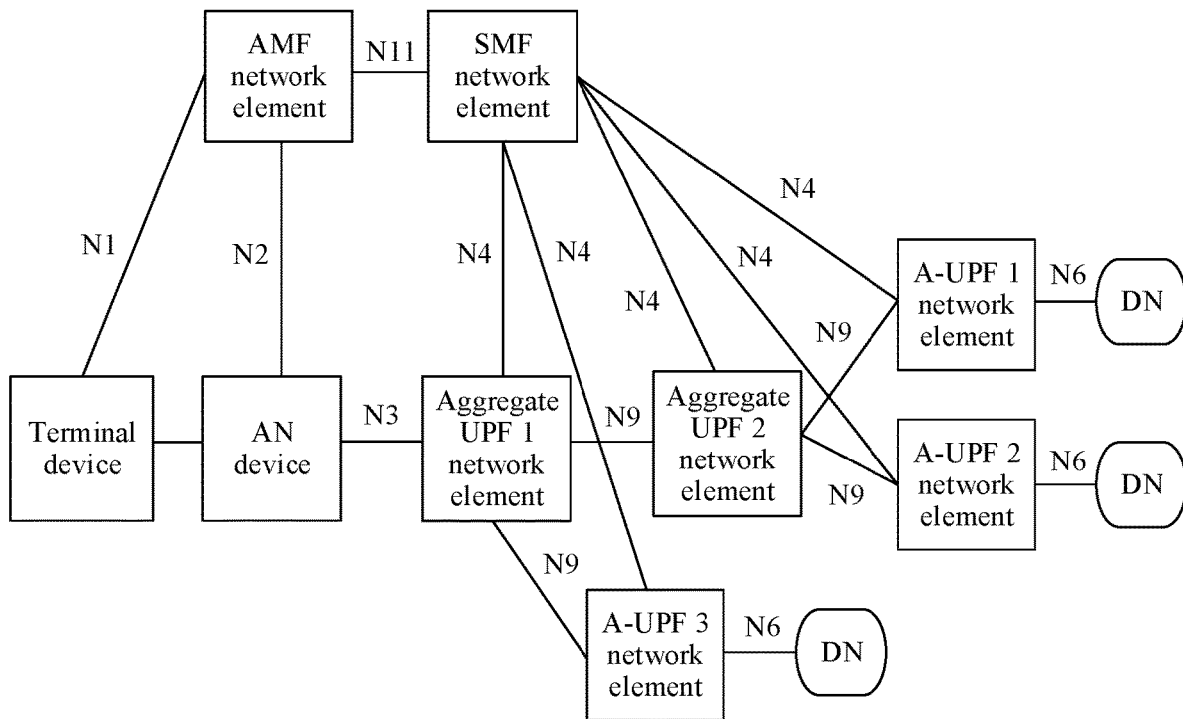 AMF
network
element
N11
SMF
network
element
N1
N2
N4
N4
N4
N4
N4
A-UPF 1
network
element
N6
DN
N9
Terminal
device
AN
device
N3
Aggregate
UPF 1
network
element
N9
Aggregate
UPF 2
network
element
N9
A-UPF 2
network
element
N6
DN
N9
A-UPF 3
network
element
N6
DN